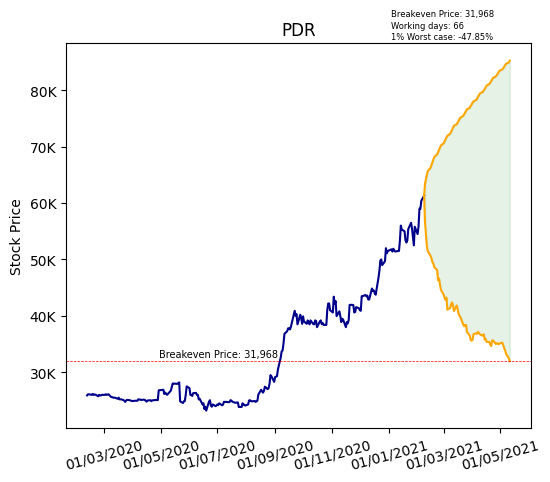 Breakeven Price: 31,968
Working days: 66
1% Worst case: -47.85%
PDR
Stock Price
80K
70K
60K
50K
40K
30K
Breakeven Price: 31,968
01/03/2020
01/05/2020
01/07/2020
01/09/2020
01/11/2020
01/01/2021
01/03/2021
01/05/2021